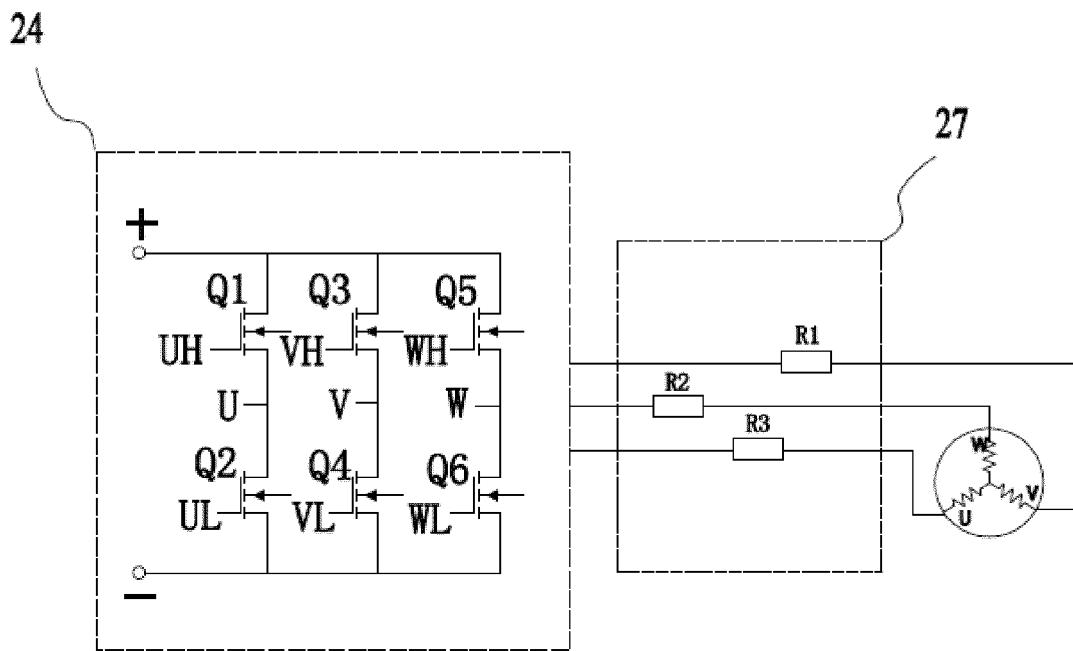 24
27
+
Q1 Q3 Q5
UH VH WH
R1
R2
U V W
R3
Q2 Q4 Q6
W
V
U
UL VL WL
−